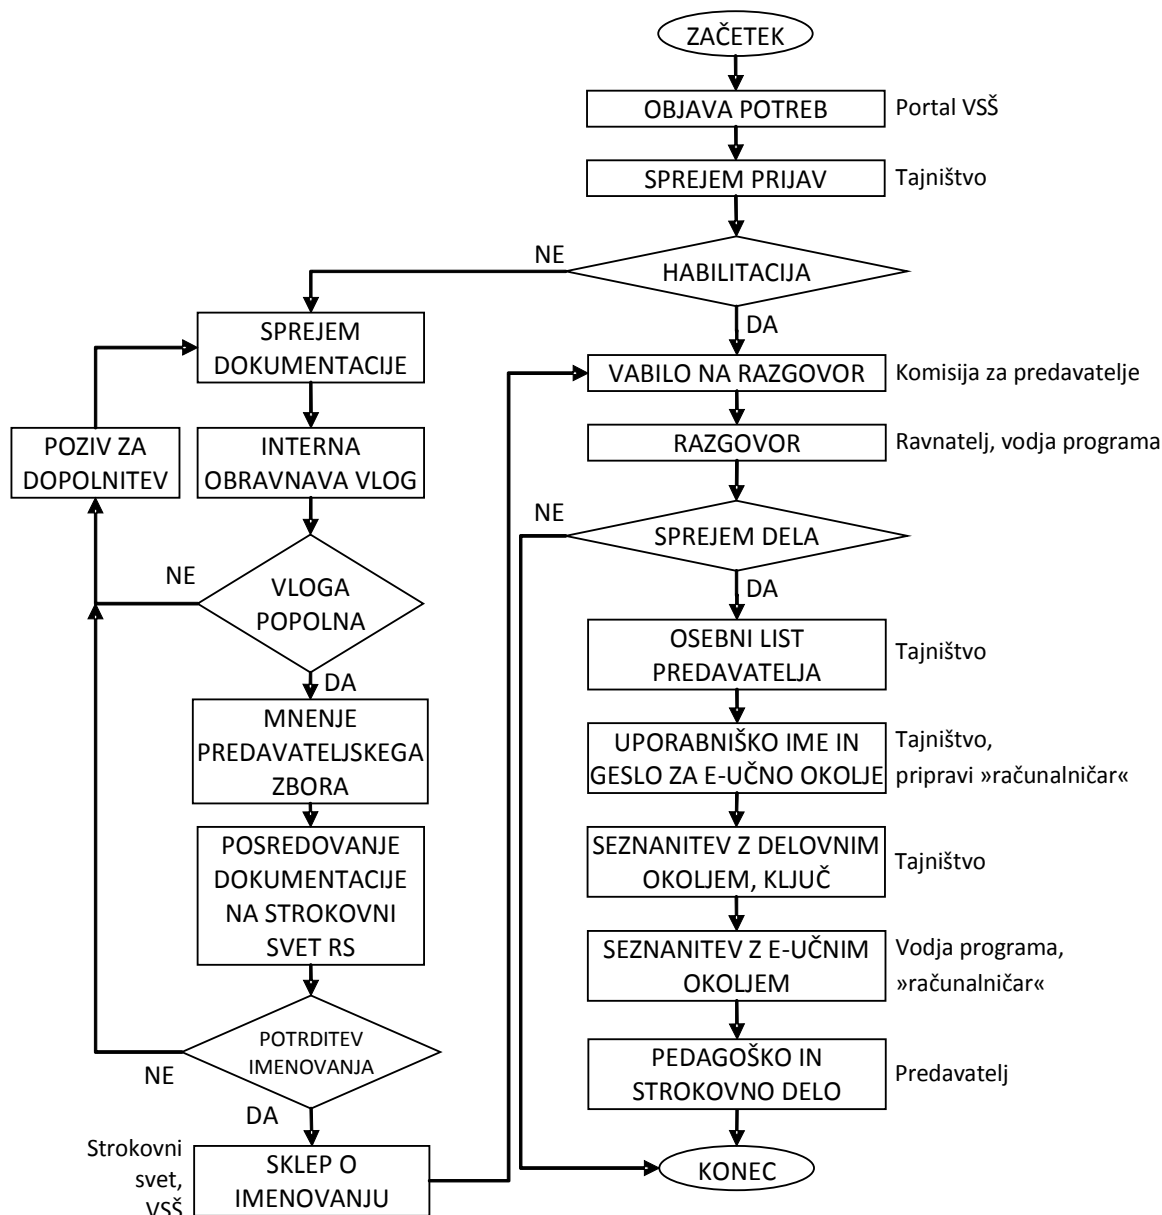 ZAČETEK
OBJAVA POTREB
Portal VSŠ
SPREJEM PRIJAV
Tajništvo
HABILITACIJA
NE
DA
SPREJEM
DOKUMENTACIJE
POZIV ZA
DOPOLNITEV
INTERNA
OBRAVNAVA VLOG
NE
VLOGA
POPOLNA
DA
MNENJE
PREDAVATELJSKEGA
ZBORA
POSREDOVANJE
DOKUMENTACIJE
NA STROKOVNI
SVET RS
POTRDITEV
IMENOVANJA
NE
DA
Strokovni
svet,
VSŠ
SKLEP O
IMENOVANJU
VABILO NA RAZGOVOR
Komisija za predavatelje
RAZGOVOR
Ravnatelj, vodja programa
NE
SPREJEM DELA
DA
OSEBNI LIST
PREDAVATELJA
Tajništvo
UPORABNIŠKO IME IN
GESLO ZA E-UČNO OKOLJE
Tajništvo,
pripravi »računalničar«
SEZNANITEV Z DELOVNIM
OKOLJEM, KLJUČ
Tajništvo
SEZNANITEV Z E-UČNIM
OKOLJEM
Vodja programa,
»računalničar«
PEDAGOŠKO IN
STROKOVNO DELO
Predavatelj
KONEC